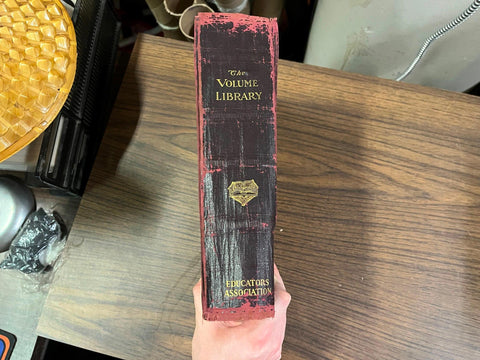 The
VOLUME
LIBRARY
EDUCATORS
ASSOCIATION